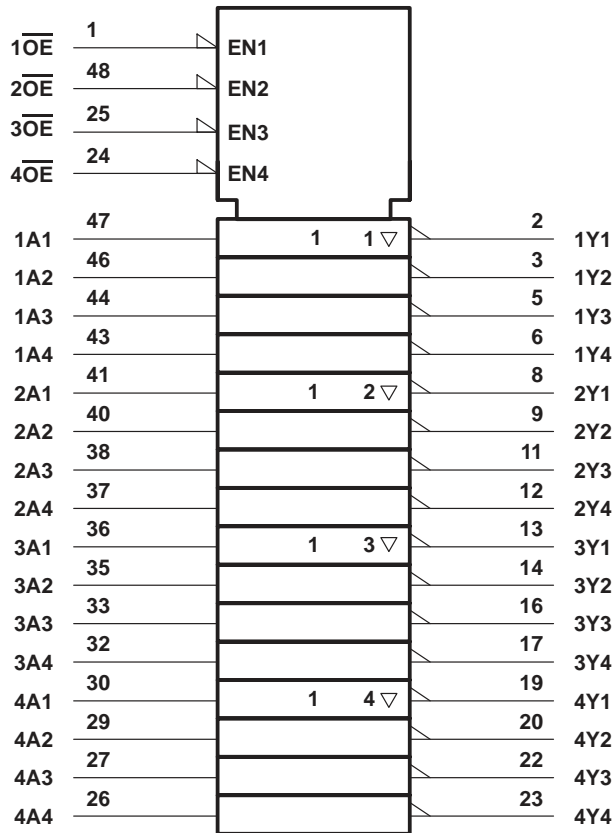 1O̅E̅ 1 EN1
2O̅E̅ 48 EN2
3O̅E̅ 25 EN3
4O̅E̅ 24 EN4
1A1 47 1 1 ▽ 2 1Y1
1A2 46 3 1Y2
1A3 44 5 1Y3
1A4 43 6 1Y4
2A1 41 1 2 ▽ 8 2Y1
2A2 40 9 2Y2
2A3 38 11 2Y3
2A4 37 12 2Y4
3A1 36 1 3 ▽ 13 3Y1
3A2 35 14 3Y2
3A3 33 16 3Y3
3A4 32 17 3Y4
4A1 30 1 4 ▽ 19 4Y1
4A2 29 20 4Y2
4A3 27 22 4Y3
4A4 26 23 4Y4